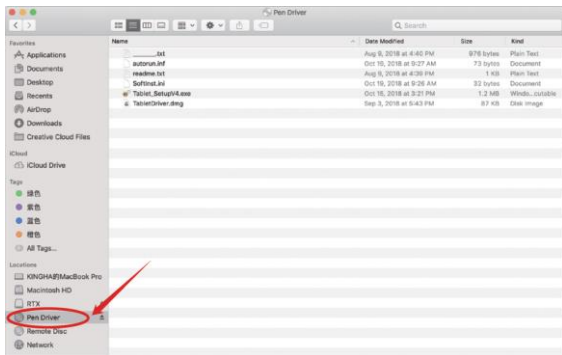 Pen Driver
Search
Favorites
Applications
Documents
Desktop
Recents
AirDrop
Downloads
Creative Cloud Files
iCloud
iCloud Drive
Tags
绿色
紫色
蓝色
橙色
All Tags...
Locations
KINGHA的MacBook Pro
Macintosh HD
RTX
Pen Driver
Remote Disc
Network
Name Date Modified Size Kind
______.txt Aug 9, 2018 at 4:40 PM 976 bytes Plain Text
autorun.inf Oct 19, 2018 at 9:27 AM 73 bytes Document
readme.txt Aug 9, 2018 at 4:39 PM 1 KB Plain Text
SoftInst.ini Oct 19, 2018 at 9:26 AM 32 bytes Document
Tablet_SetupV4.exe Oct 15, 2018 at 3:21 PM 1.2 MB Windo...cutable
TabletDriver.dmg Sep 3, 2018 at 5:43 PM 87 KB Disk Image